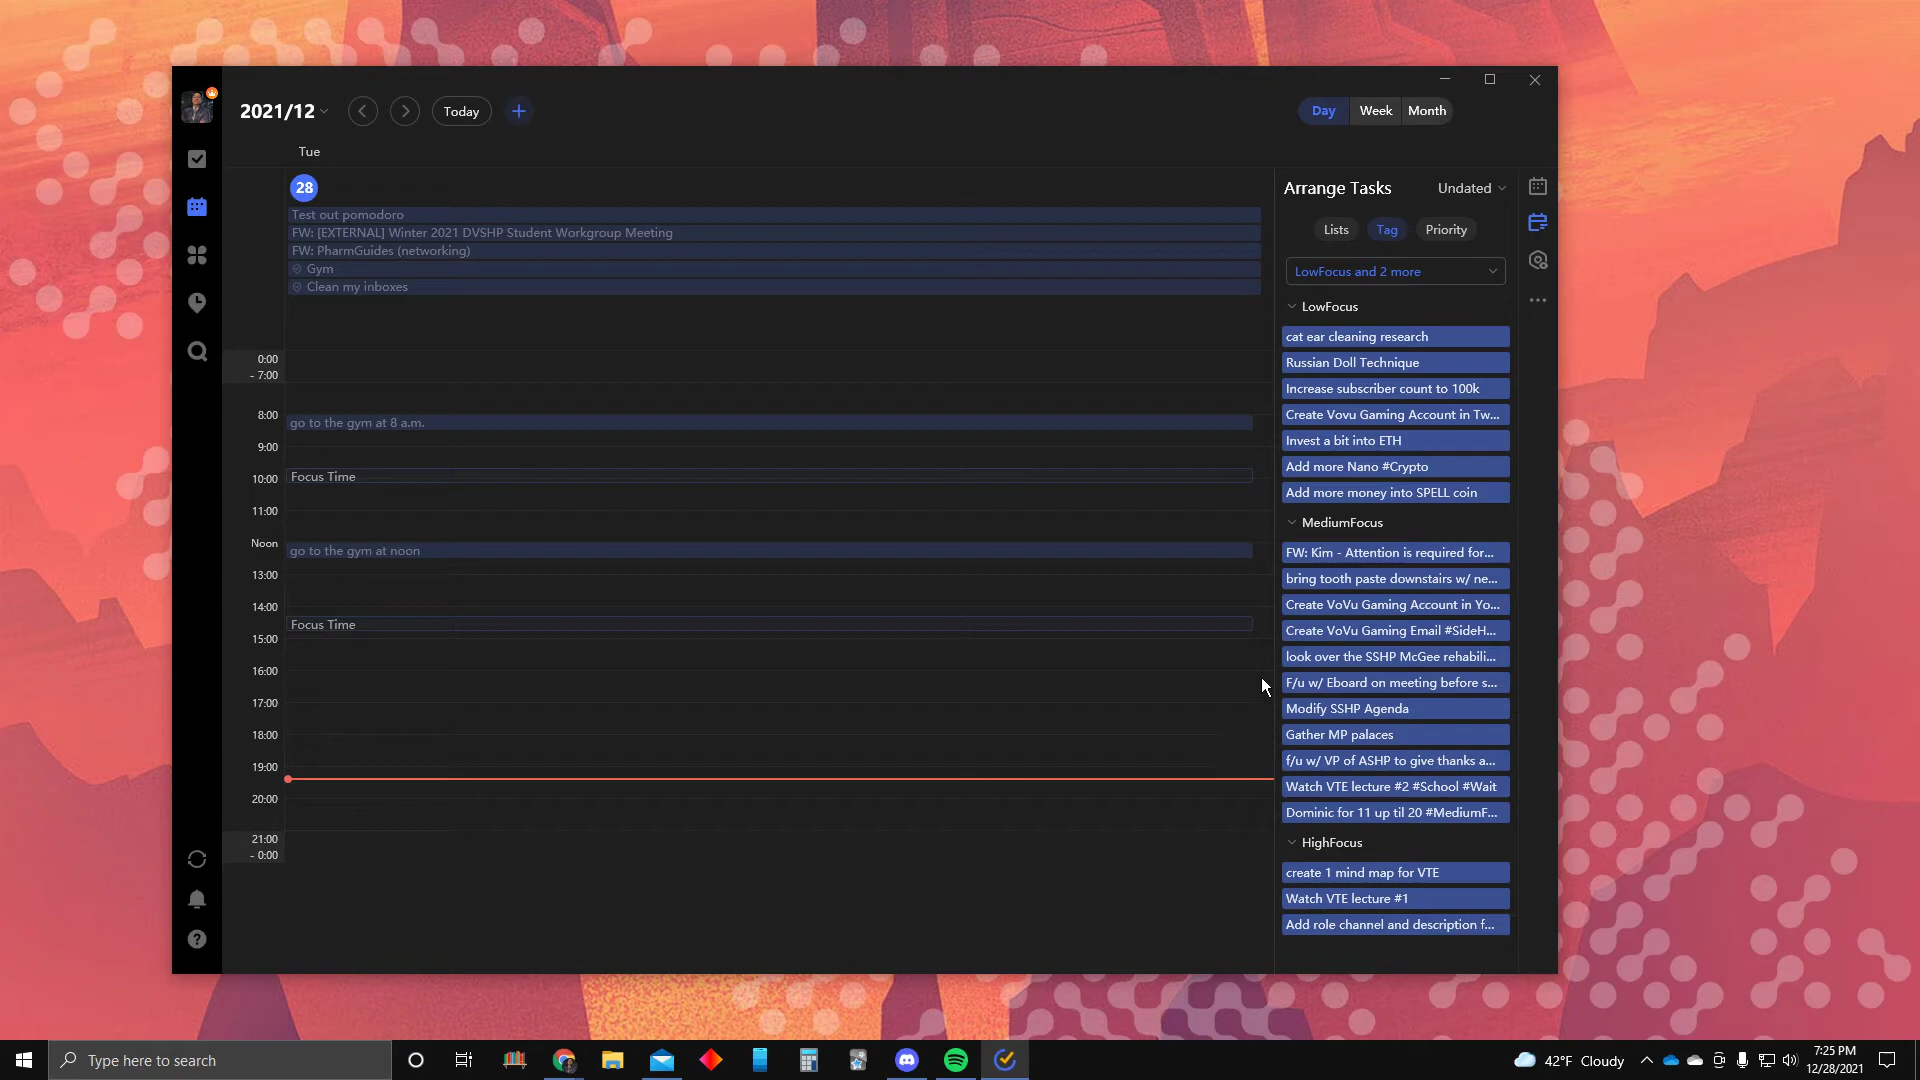 2021/12
Today
Day
Week
Month
Tue
28
Test out pomodoro
FW: [EXTERNAL] Winter 2021 DVSHP Student Workgroup Meeting
FW: PharmGuides (networking)
Gym
Clean my inboxes
0:00
- 7:00
8:00
go to the gym at 8 a.m.
9:00
10:00
Focus Time
11:00
Noon
go to the gym at noon
13:00
14:00
Focus Time
15:00
16:00
17:00
18:00
19:00
20:00
21:00
- 0:00
Arrange Tasks
Undated
Lists
Tag
Priority
LowFocus and 2 more
LowFocus
cat ear cleaning research
Russian Doll Technique
Increase subscriber count to 100k
Create Vovu Gaming Account in Tw...
Invest a bit into ETH
Add more Nano #Crypto
Add more money into SPELL coin
MediumFocus
FW: Kim - Attention is required for...
bring tooth paste downstairs w/ ne...
Create VoVu Gaming Account in Yo...
Create VoVu Gaming Email #SideH...
look over the SSHP McGee rehabili...
F/u w/ Eboard on meeting before s...
Modify SSHP Agenda
Gather MP palaces
f/u w/ VP of ASHP to give thanks a...
Watch VTE lecture #2 #School #Wait
Dominic for 11 up til 20 #MediumF...
HighFocus
create 1 mind map for VTE
Watch VTE lecture #1
Add role channel and description f...
Type here to search
42°F Cloudy
7:25 PM
12/28/2021